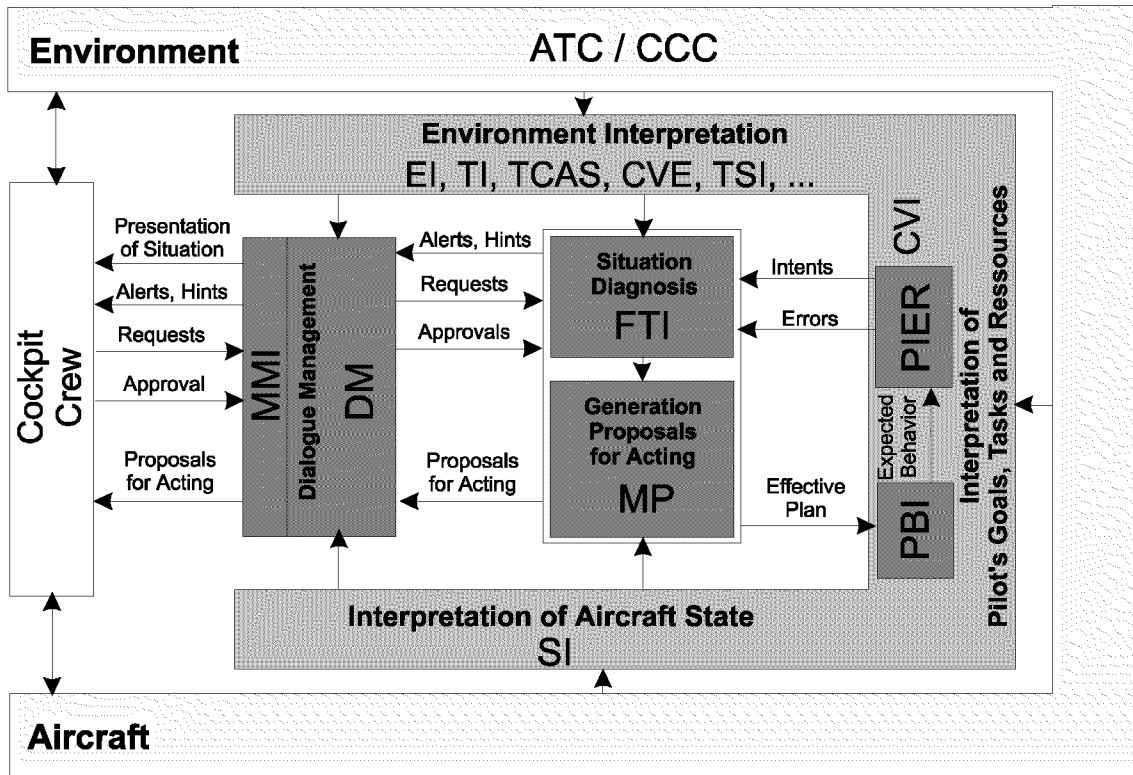 Environment
ATC / CCC
Environment Interpretation
EI, TI, TCAS, CVE, TSI, ...
Cockpit
Crew
Presentation
of Situation
Alerts, Hints
Requests
Approval
Proposals
for Acting
MMI
Dialogue Management
DM
Alerts, Hints
Requests
Approvals
Proposals
for Acting
Situation
Diagnosis
FTI
Generation
Proposals
for Acting
MP
Intents
Errors
Effective
Plan
CVI
PIER
Expected
Behavior
PBI
Interpretation of
Pilot's Goals, Tasks and Ressources
Interpretation of Aircraft State
SI
Aircraft